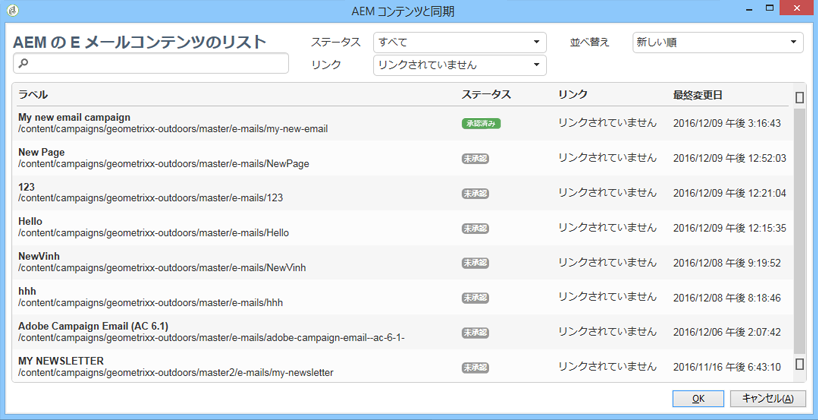 AEM コンテンツと同期
AEM の E メールコンテンツのリスト
ステータス すべて 並べ替え 新しい順
リンク リンクされていません
ラベル ステータス リンク 最終変更日
My new email campaign
/content/campaigns/geometrixx-outdoors/master/e-mails/my-new-email 承認済み リンクされていません 2016/12/09 午後 3:16:43
New Page
/content/campaigns/geometrixx-outdoors/master/e-mails/NewPage 未承認 リンクされていません 2016/12/09 午後 12:52:03
123
/content/campaigns/geometrixx-outdoors/master/e-mails/123 未承認 リンクされていません 2016/12/09 午後 12:21:04
Hello
/content/campaigns/geometrixx-outdoors/master/e-mails/Hello 未承認 リンクされていません 2016/12/09 午後 12:15:35
NewVinh
/content/campaigns/geometrixx-outdoors/master/e-mails/NewVinh 未承認 リンクされていません 2016/12/08 午後 9:19:52
hhh
/content/campaigns/geometrixx-outdoors/master/e-mails/hhh 未承認 リンクされていません 2016/12/08 午後 8:18:46
Adobe Campaign Email (AC 6.1)
/content/campaigns/geometrixx-outdoors/master/e-mails/adobe-campaign-email--ac-6-1- 未承認 リンクされていません 2016/12/06 午後 2:07:42
MY NEWSLETTER
/content/campaigns/geometrixx-outdoors/master2/e-mails/my-newsletter 未承認 リンクされていません 2016/11/16 午後 6:43:10
OK キャンセル(A)